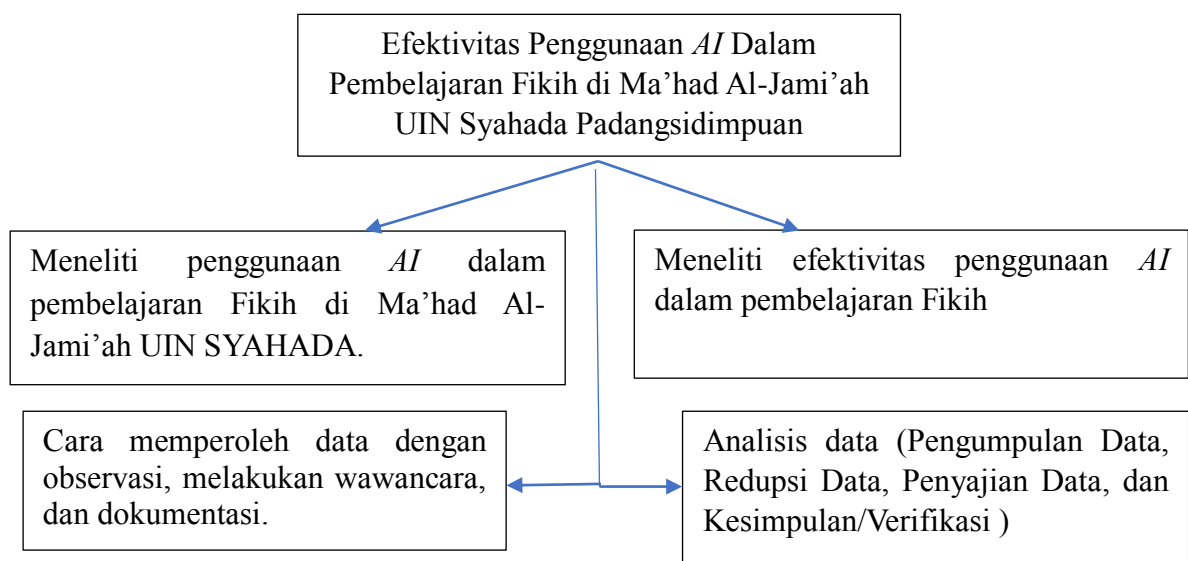 Efektivitas Penggunaan AI Dalam
Pembelajaran Fikih di Ma’had Al-Jami’ah
UIN Syahada Padangsidimpuan
Meneliti penggunaan AI dalam
pembelajaran Fikih di Ma’had Al-
Jami’ah UIN SYAHADA.
Meneliti efektivitas penggunaan AI
dalam pembelajaran Fikih
Cara memperoleh data dengan
observasi, melakukan wawancara,
dan dokumentasi.
Analisis data (Pengumpulan Data,
Redupsi Data, Penyajian Data, dan
Kesimpulan/Verifikasi )